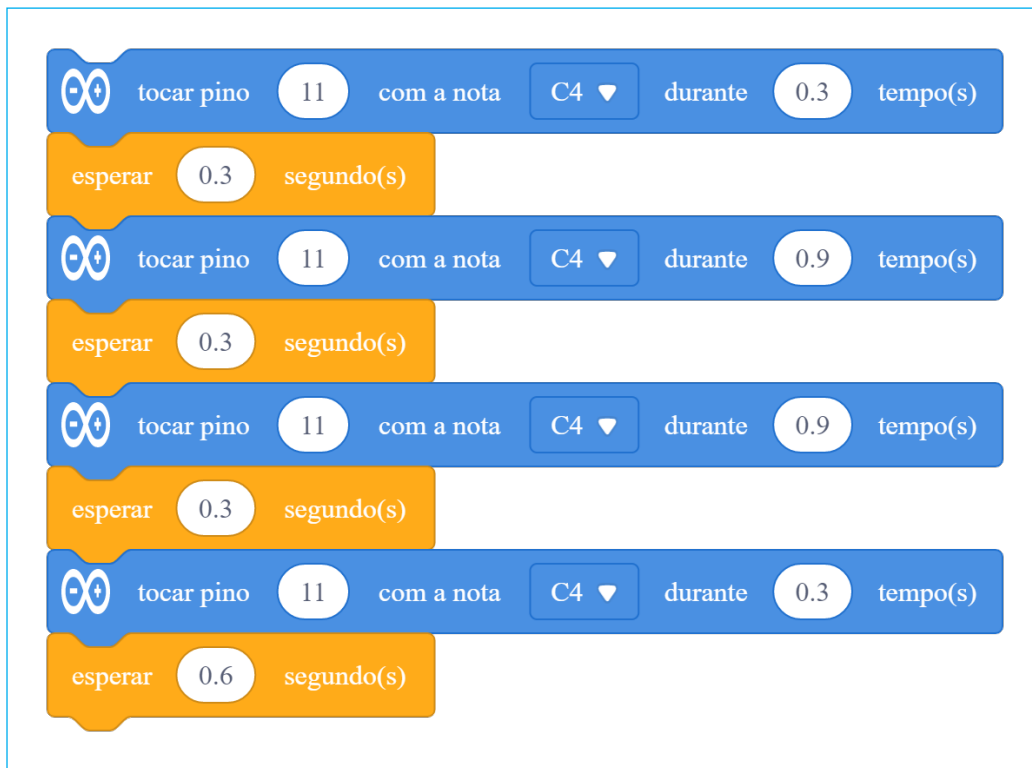 tocar pino 11 com a nota C4 durante 0.3 tempo(s)
esperar 0.3 segundo(s)
tocar pino 11 com a nota C4 durante 0.9 tempo(s)
esperar 0.3 segundo(s)
tocar pino 11 com a nota C4 durante 0.9 tempo(s)
esperar 0.3 segundo(s)
tocar pino 11 com a nota C4 durante 0.3 tempo(s)
esperar 0.6 segundo(s)